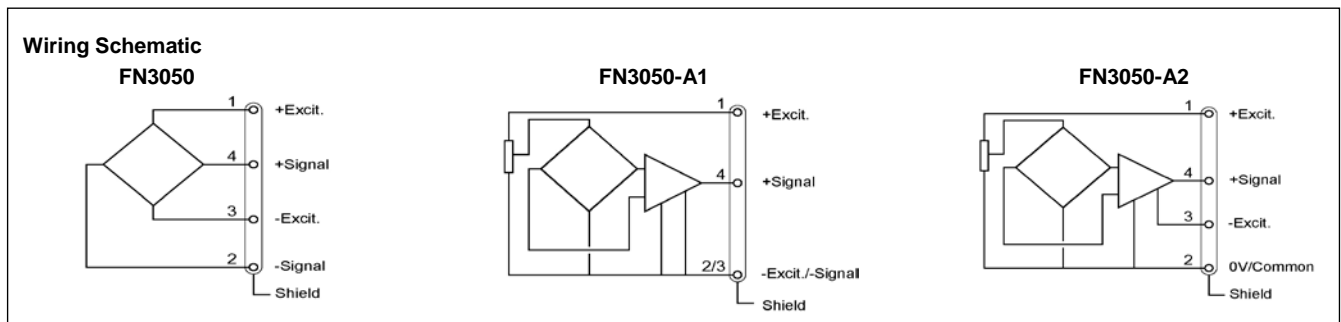 Wiring Schematic
FN3050
1 +Excit.
4 +Signal
3 -Excit.
2 -Signal
Shield
FN3050-A1
1 +Excit.
4 +Signal
2/3 -Excit./-Signal
Shield
FN3050-A2
1 +Excit.
4 +Signal
3 -Excit.
2 0V/Common
Shield